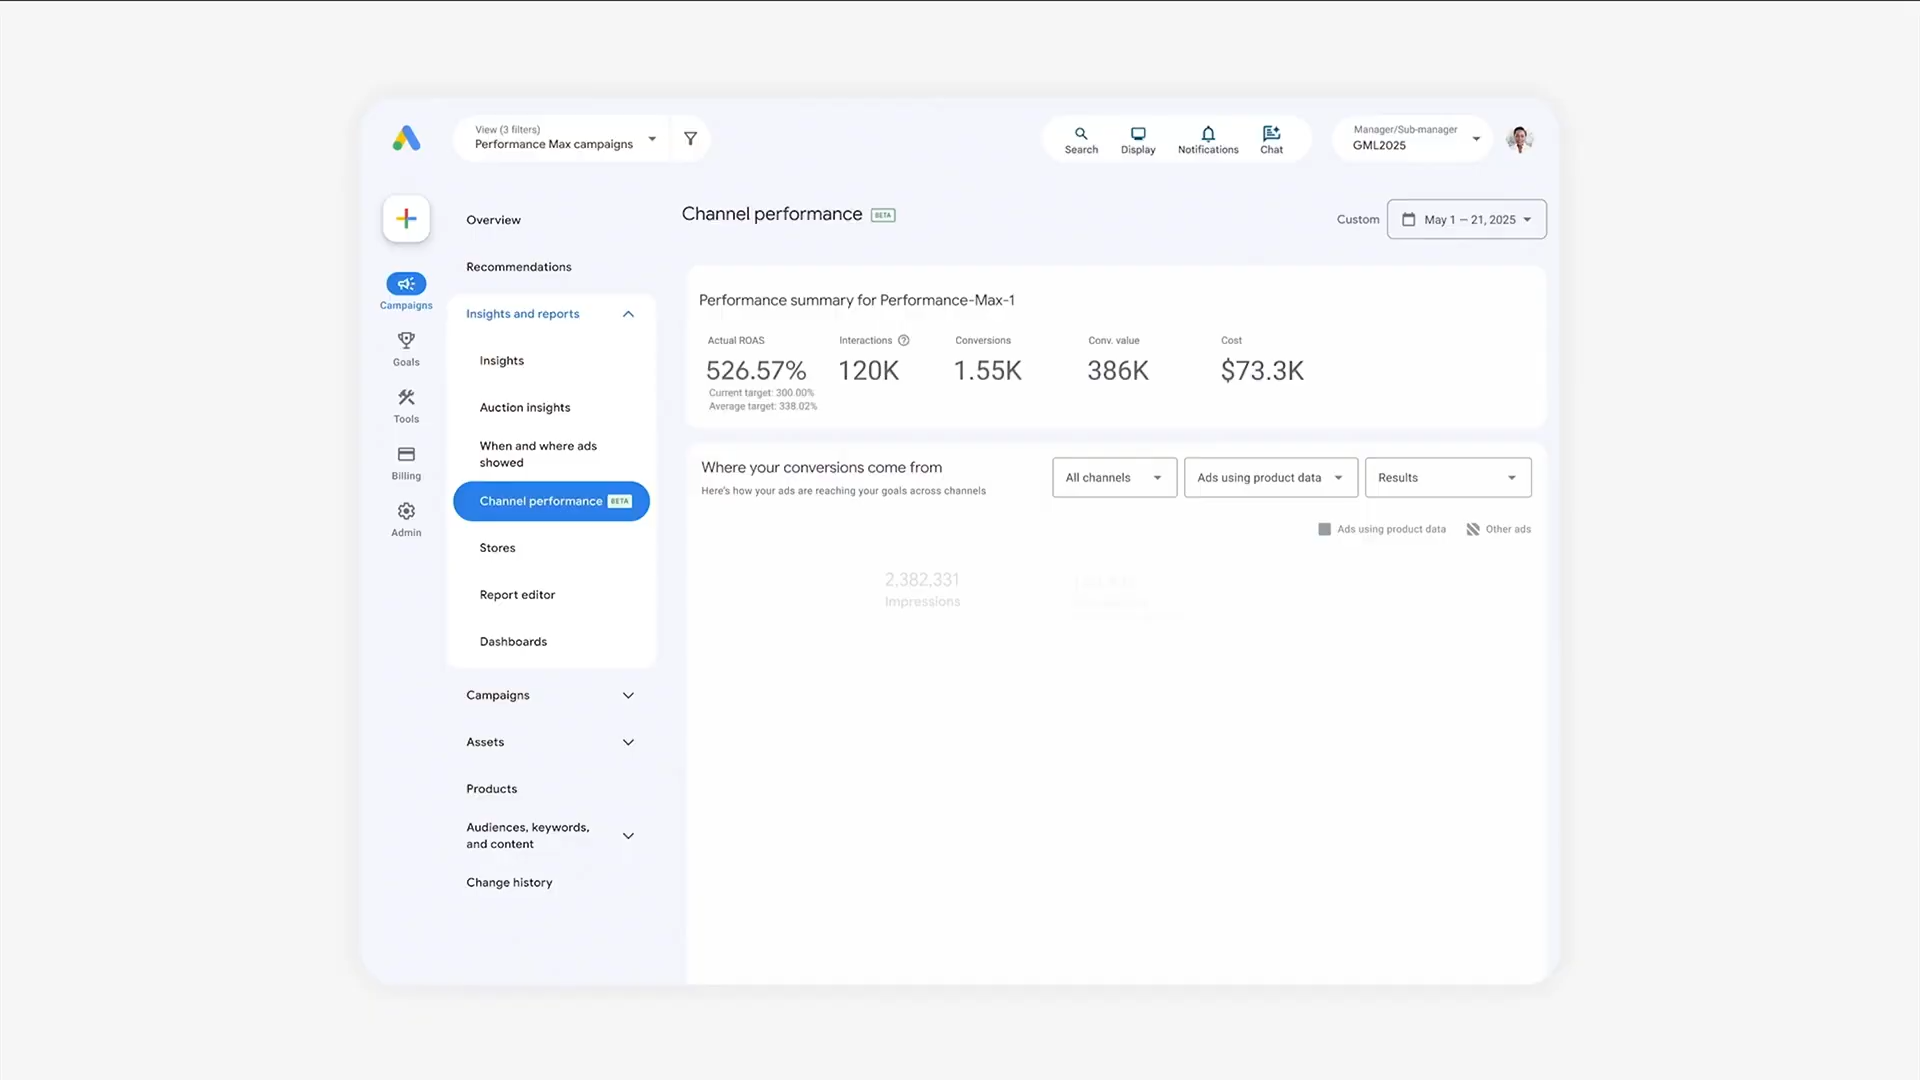 View (3 filters)
Performance Max campaigns
Search
Display
Notifications
Chat
Manager/Sub-manager
GML2025
Campaigns
Goals
Tools
Billing
Admin
Overview
Recommendations
Insights and reports
Insights
Auction insights
When and where ads
showed
Channel performance BETA
Stores
Report editor
Dashboards
Campaigns
Assets
Products
Audiences, keywords,
and content
Change history
Channel performance BETA
Custom
May 1 – 21, 2025
Performance summary for Performance-Max-1
Actual ROAS
526.57%
Current target: 300.00%
Average target: 338.02%
Interactions
120K
Conversions
1.55K
Conv. value
386K
Cost
$73.3K
Where your conversions come from
Here's how your ads are reaching your goals across channels
All channels
Ads using product data
Results
Ads using product data
Other ads
2,382,331
Impressions